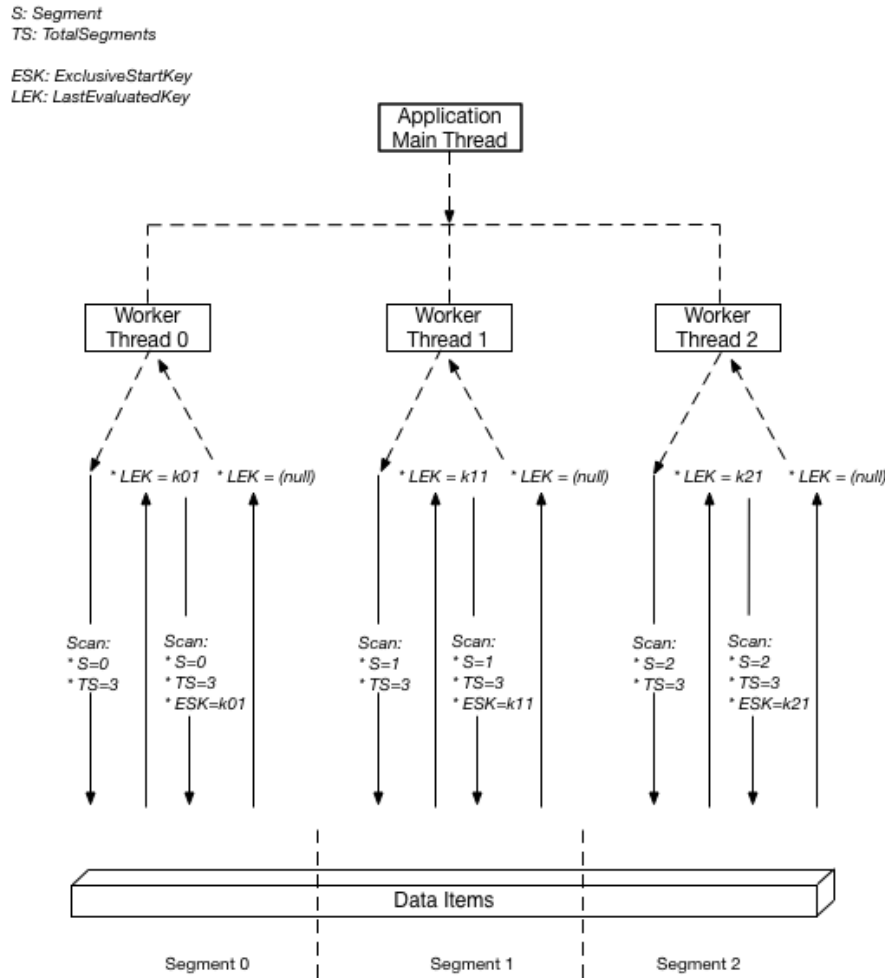 S: Segment
TS: TotalSegments
ESK: ExclusiveStartKey
LEK: LastEvaluatedKey
Application
Main Thread
Worker
Thread 0
Worker
Thread 1
Worker
Thread 2
* LEK = k01
* LEK = (null)
* LEK = k11
* LEK = (null)
* LEK = k21
* LEK = (null)
Scan:
* S=0
* TS=3
Scan:
* S=0
* TS=3
* ESK=k01
Scan:
* S=1
* TS=3
Scan:
* S=1
* TS=3
* ESK=k11
Scan:
* S=2
* TS=3
Scan:
* S=2
* TS=3
* ESK=k21
Data Items
Segment 0
Segment 1
Segment 2